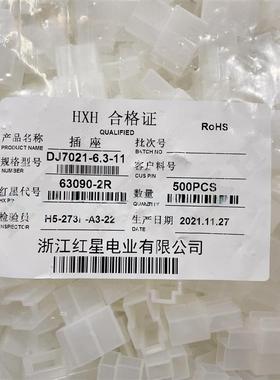 HXH 合格证
QUALIFIED
RoHS
产品名称 插座 批次号
PRODUCT NAME
规格型号 DJ7021-6.3-11 客户料号
CUS P/N
红星代号 63090-2R 数量 500PCS
HX P/N QUANTITY
检验员 生产日期 2021.11.27
INSPECTOR DATE
浙江红星电业有限公司